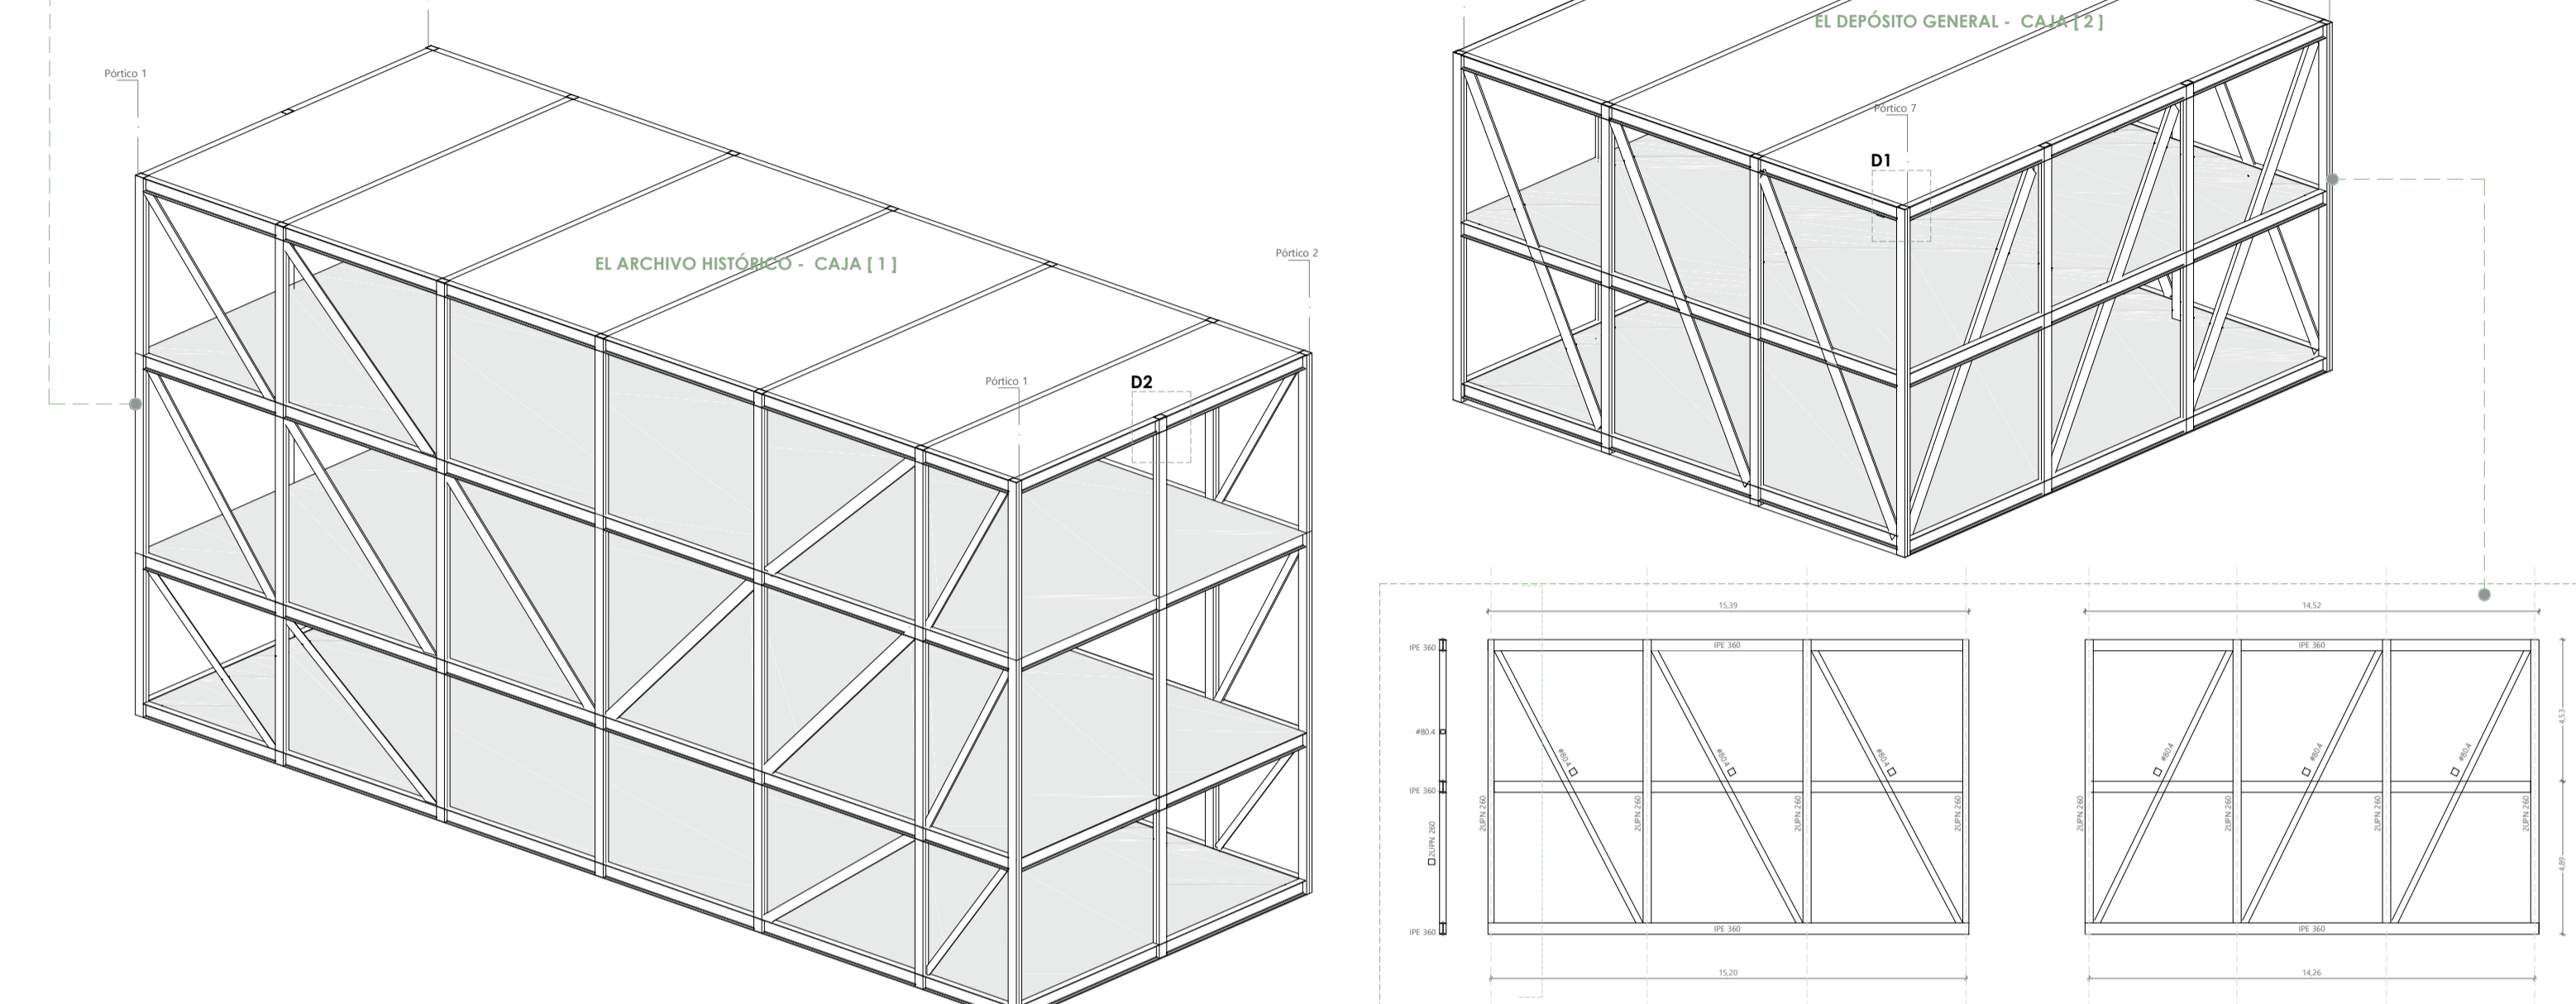 EL DEPÓSITO GENERAL - CAJA [ 2 ]
Pórtico 1
Pórtico 7
D1
EL ARCHIVO HISTÓRICO - CAJA [ 1 ]
Pórtico 2
Pórtico 1
D2
15,39
14,52
IPE 360
IPE 360
IPE 360
#80.4
#80.4
#80.4
#80.4
#80.4
#80.4
#80.4
4,53
IPE 360
2UPN 260
2UPN 260
2UPN 260
2UPN 260
2UPN 260
2UPN 260
2UPN 260
2UPN 260
2UPN 260
4,89
IPE 360
IPE 360
IPE 360
15,20
14,26